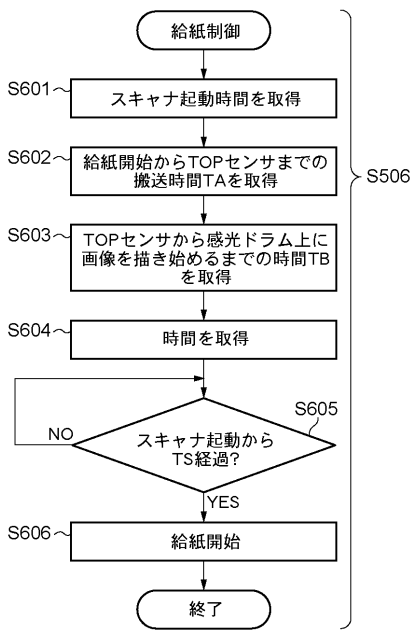 給紙制御
S601
スキャナ起動時間を取得
S602
給紙開始からTOPセンサまでの
搬送時間TAを取得
S506
S603
TOPセンサから感光ドラム上に
画像を描き始めるまでの時間TB
を取得
S604
時間を取得
S605
スキャナ起動から
TS経過?
NO
YES
S606
給紙開始
終了